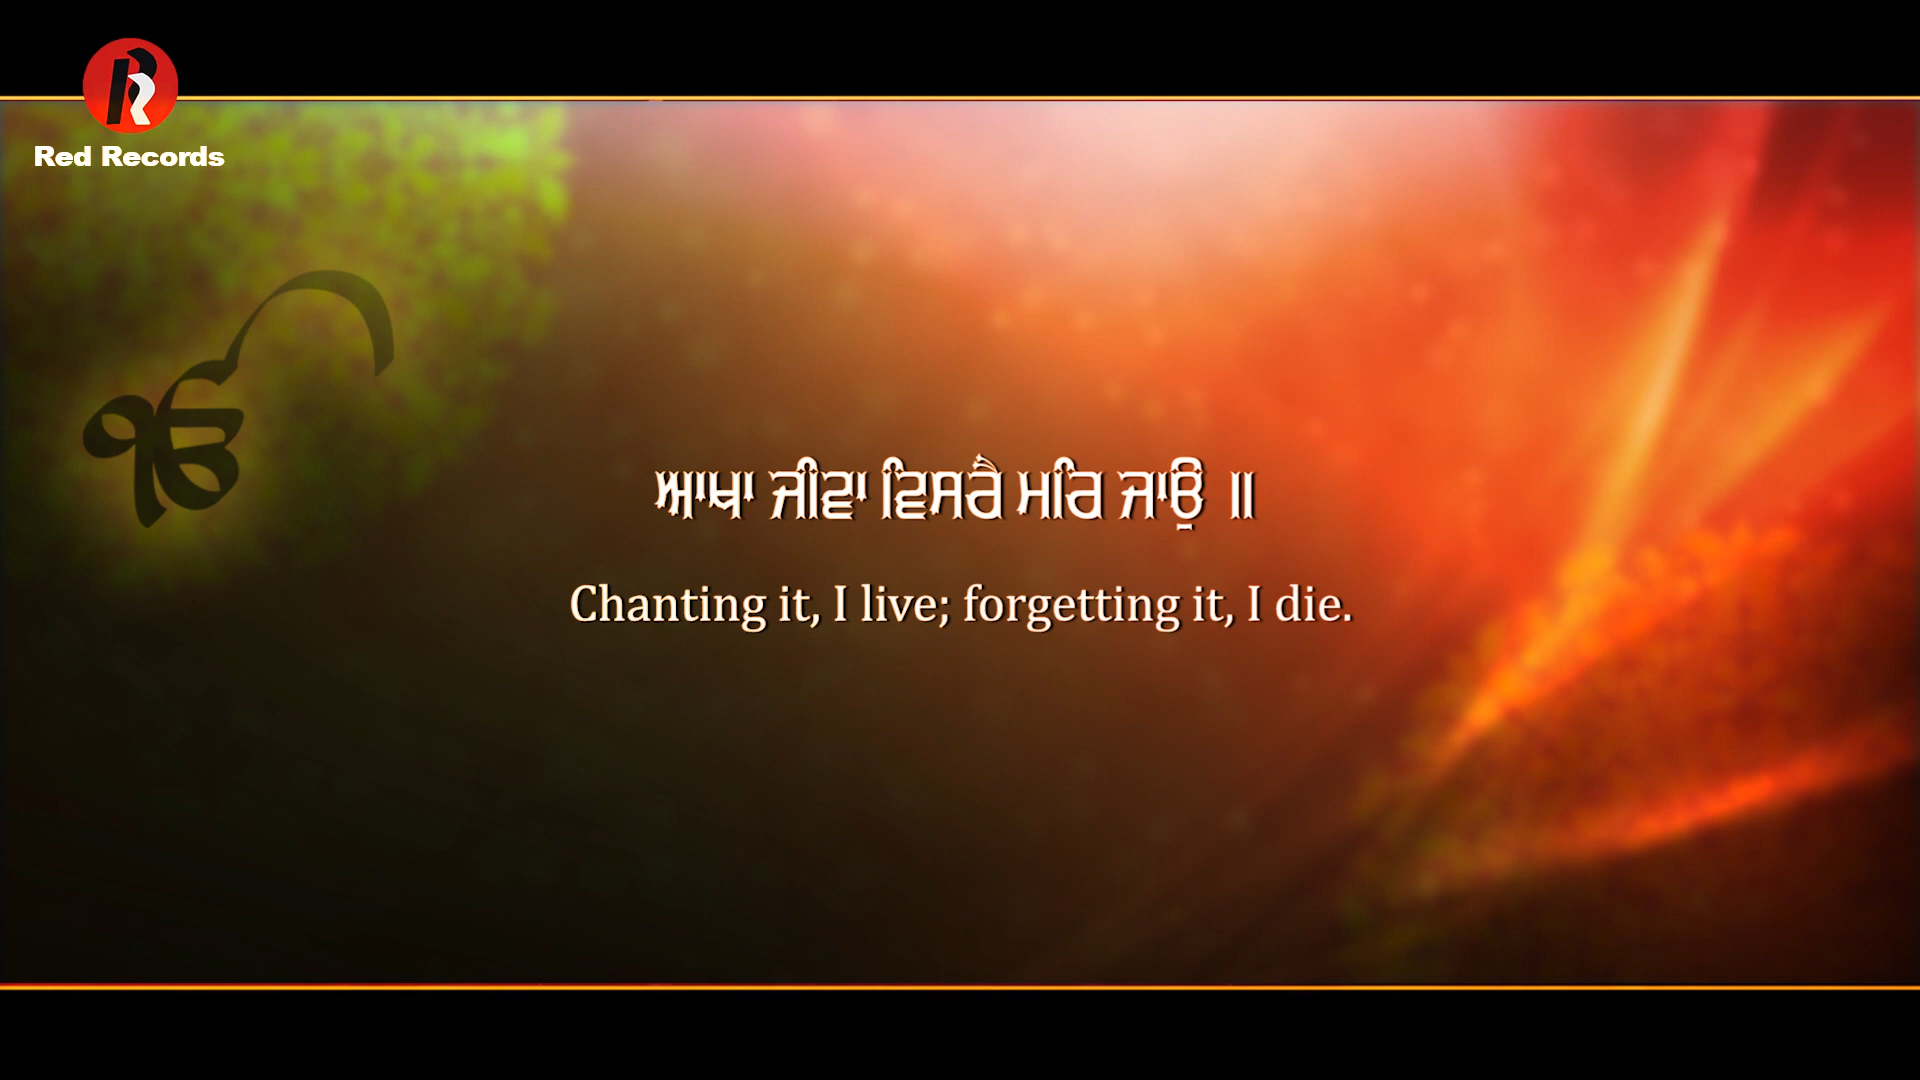 Red Records
ੴ
ਆਖਾ ਜੀਵਾ ਵਿਸਰੈ ਮਰਿ ਜਾਉ ॥
Chanting it, I live; forgetting it, I die.